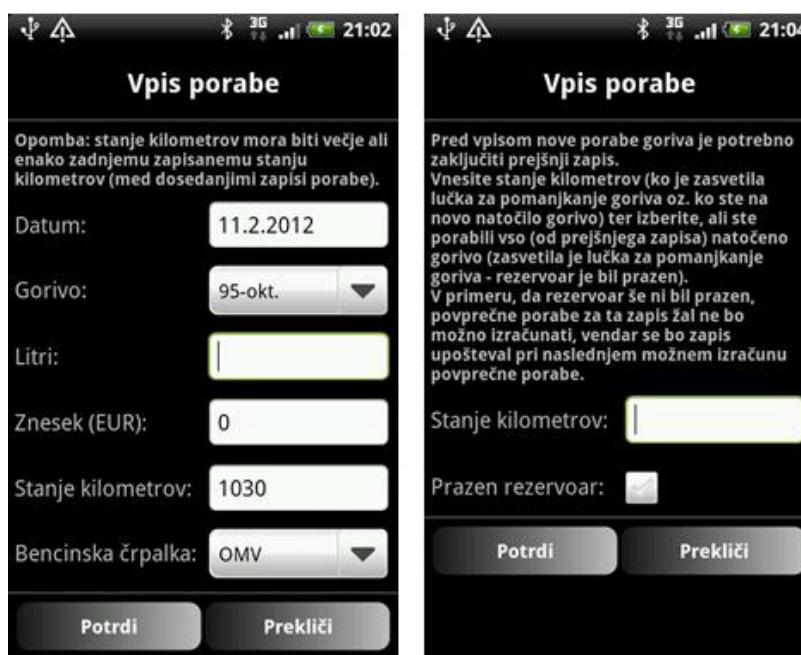 3G 21:02
Vpis porabe
Opomba: stanje kilometrov mora biti večje ali
enako zadnjemu zapisanemu stanju
kilometrov (med dosedanjimi zapisi porabe).
Datum: 11.2.2012
Gorivo: 95-okt.
Litri:
Znesek (EUR): 0
Stanje kilometrov: 1030
Bencinska črpalka: OMV
Potrdi Prekliči
3G 21:04
Vpis porabe
Pred vpisom nove porabe goriva je potrebno
zaključiti prejšnji zapis.
Vnesite stanje kilometrov (ko je zasvetila
lučka za pomanjkanje goriva oz. ko ste na
novo natočilo gorivo) ter izberite, ali ste
porabili vso (od prejšnjega zapisa) natočeno
gorivo (zasvetila je lučka za pomanjkanje
goriva - rezervoar je bil prazen).
V primeru, da rezervoar še ni bil prazen,
povprečne porabe za ta zapis žal ne bo
možno izračunati, vendar se bo zapis
upošteval pri naslednjem možnem izračunu
povprečne porabe.
Stanje kilometrov:
Prazen rezervoar:
Potrdi Prekliči